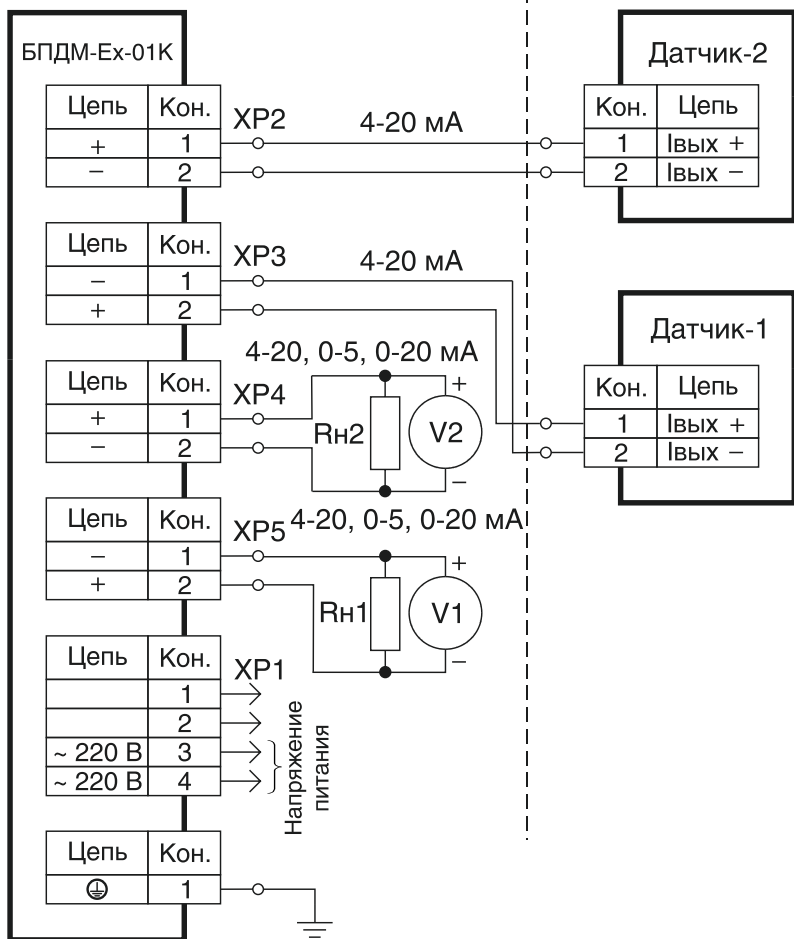 БПДМ-Ех-01К
Датчик-2
Цепь Кон.
XP2
4-20 мА
+ 1
− 2
Кон. Цепь
1 Iвых +
2 Iвых −
Цепь Кон.
XP3
4-20 мА
− 1
+ 2
Датчик-1
Кон. Цепь
1 Iвых +
2 Iвых −
4-20, 0-5, 0-20 мА
Цепь Кон.
XP4
+ 1
− 2
Rн2
V2
+
−
4-20, 0-5, 0-20 мА
Цепь Кон.
XP5
− 1
+ 2
Rн1
V1
+
−
Цепь Кон.
XP1
1
2
~ 220 В 3
~ 220 В 4
Напряжение
питания
Цепь Кон.
1